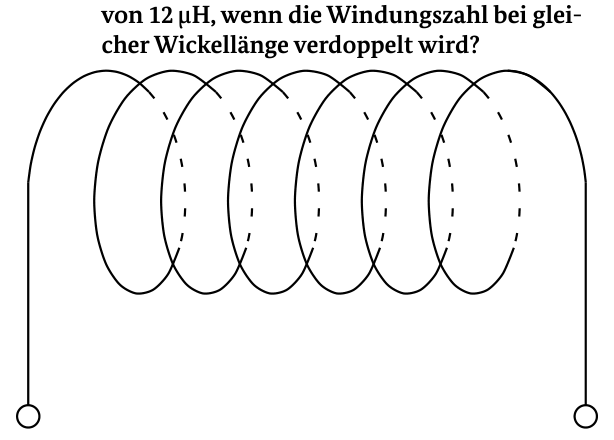 von 12 µH, wenn die Windungszahl bei glei-
cher Wickellänge verdoppelt wird?